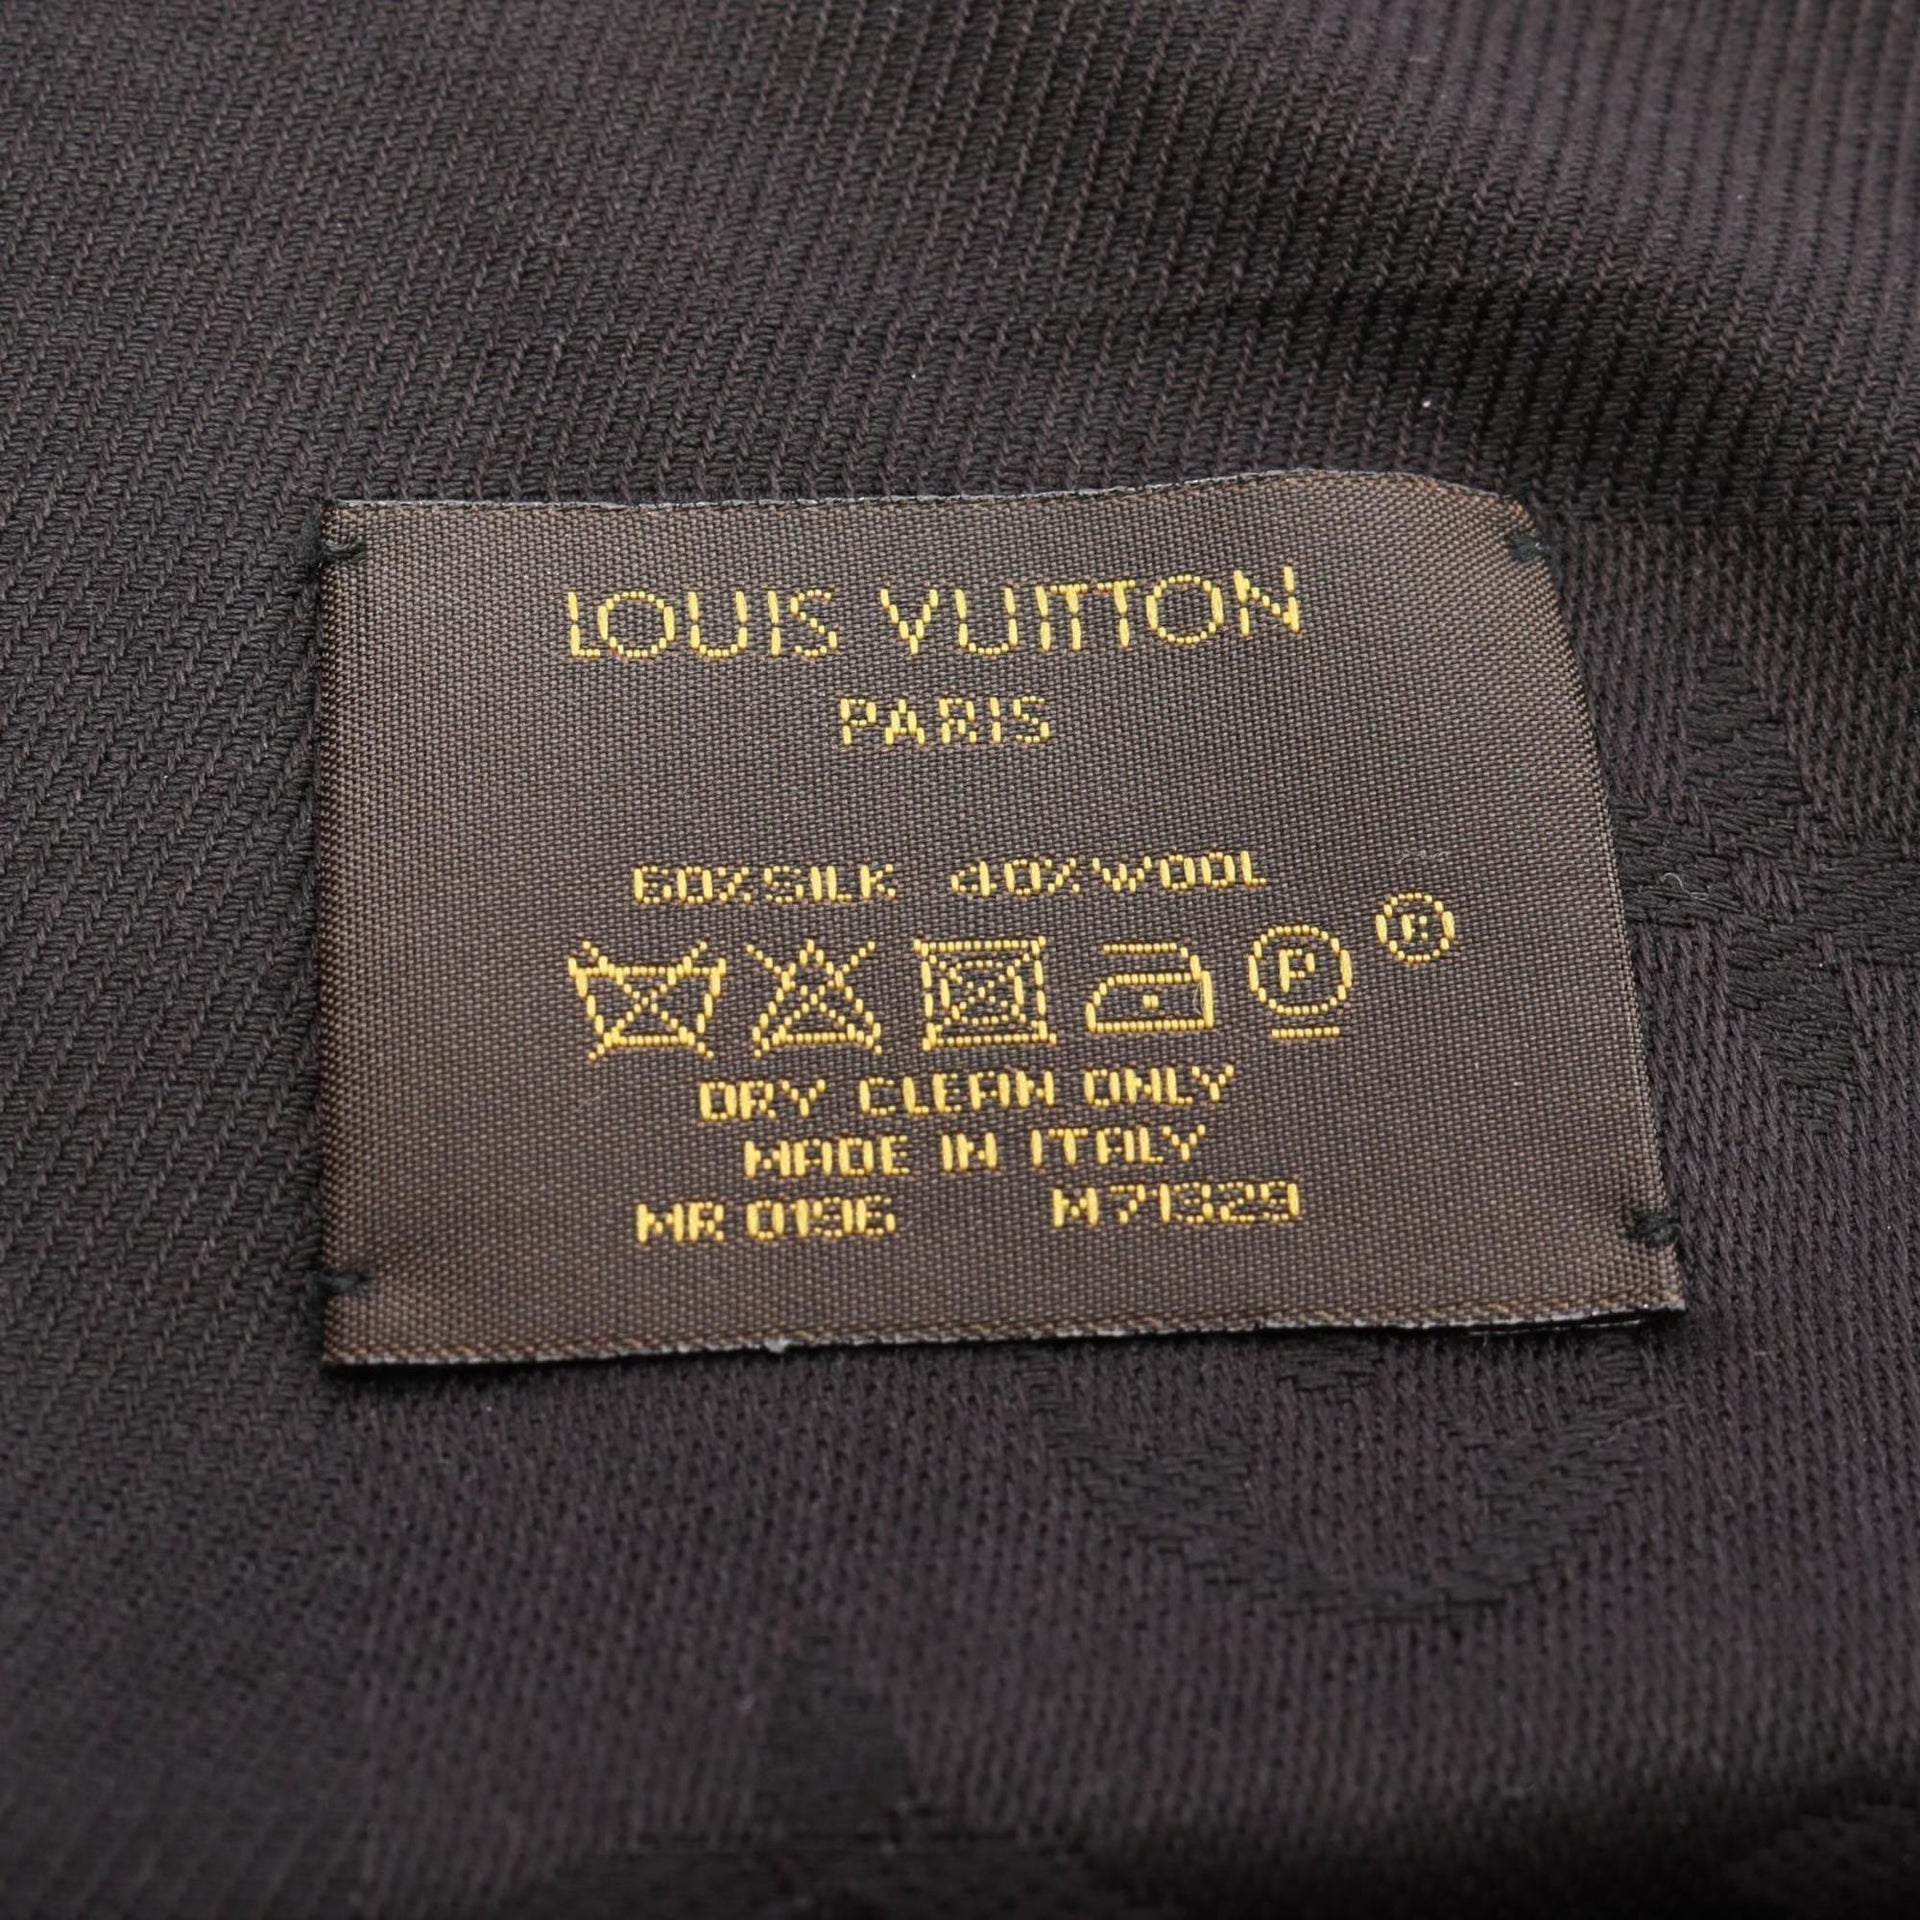 LOUIS VUITTON
PARIS
60% SILK 40% WOOL
P ®
DRY CLEAN ONLY
MADE IN ITALY
MR 0196 M71329